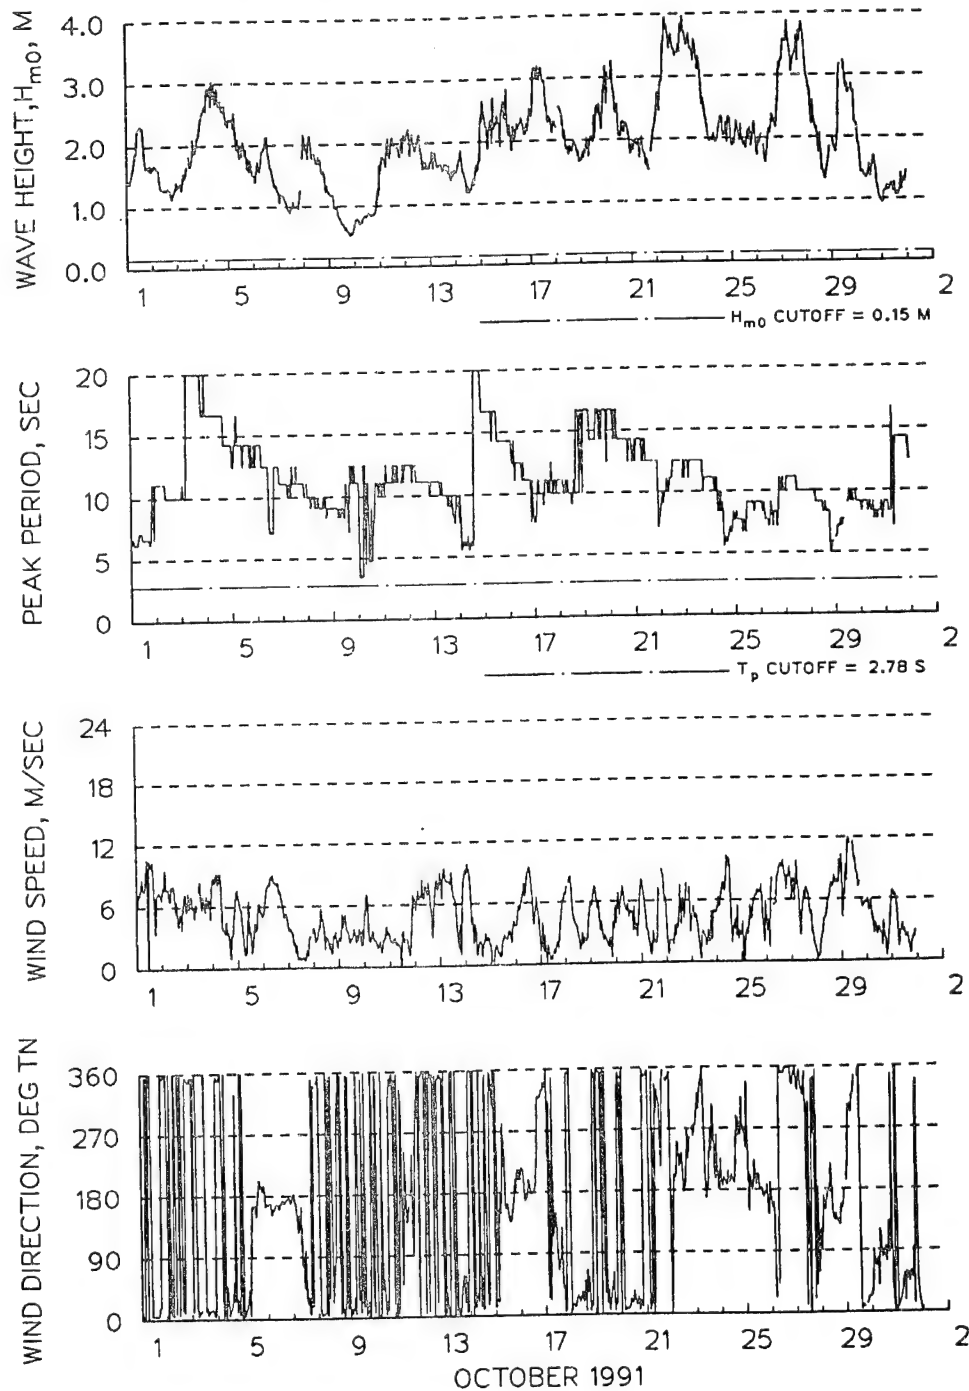 WAVE HEIGHT, Hm0, M
4.0
3.0
2.0
1.0
0.0
1 5 9 13 17 21 25 29 2
Hm0 CUTOFF = 0.15 M
PEAK PERIOD, SEC
20
15
10
5
0
1 5 9 13 17 21 25 29 2
Tp CUTOFF = 2.78 S
WIND SPEED, M/SEC
24
18
12
6
0
1 5 9 13 17 21 25 29 2
WIND DIRECTION, DEG TN
360
270
180
90
0
1 5 9 13 17 21 25 29 2
OCTOBER 1991